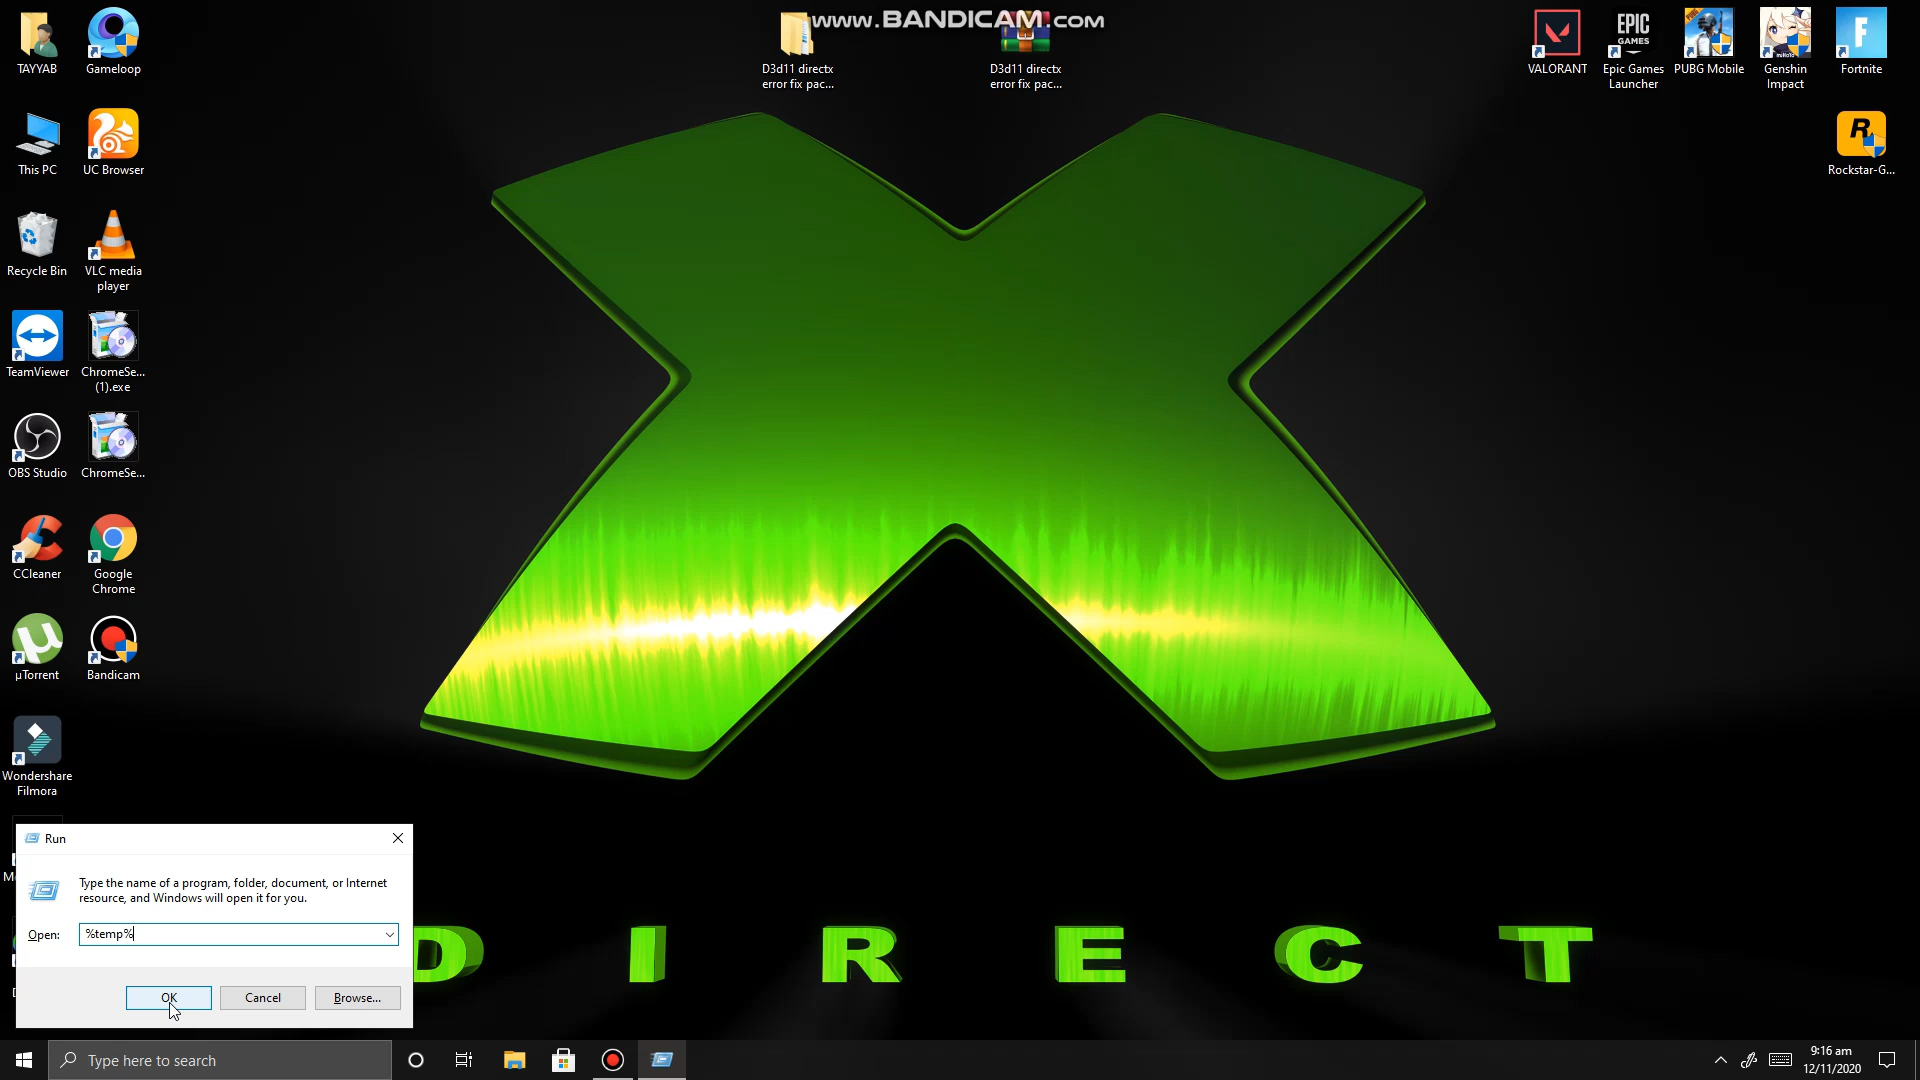 www.BANDICAM.com
TAYYAB
Gameloop
This PC
UC Browser
Recycle Bin
VLC media
player
TeamViewer
ChromeSe...
(1).exe
OBS Studio
ChromeSe...
CCleaner
Google
Chrome
µTorrent
Bandicam
Wondershare
Filmora
D3d11 directx
error fix pac...
D3d11 directx
error fix pac...
VALORANT
EPIC
GAMES
Epic Games
Launcher
PUBG Mobile
Genshin
Impact
Fortnite
Rockstar-G...
Run
Type the name of a program, folder, document, or Internet
resource, and Windows will open it for you.
Open:
%temp%
OK
Cancel
Browse...
DIRECT
Type here to search
9:16 am
12/11/2020